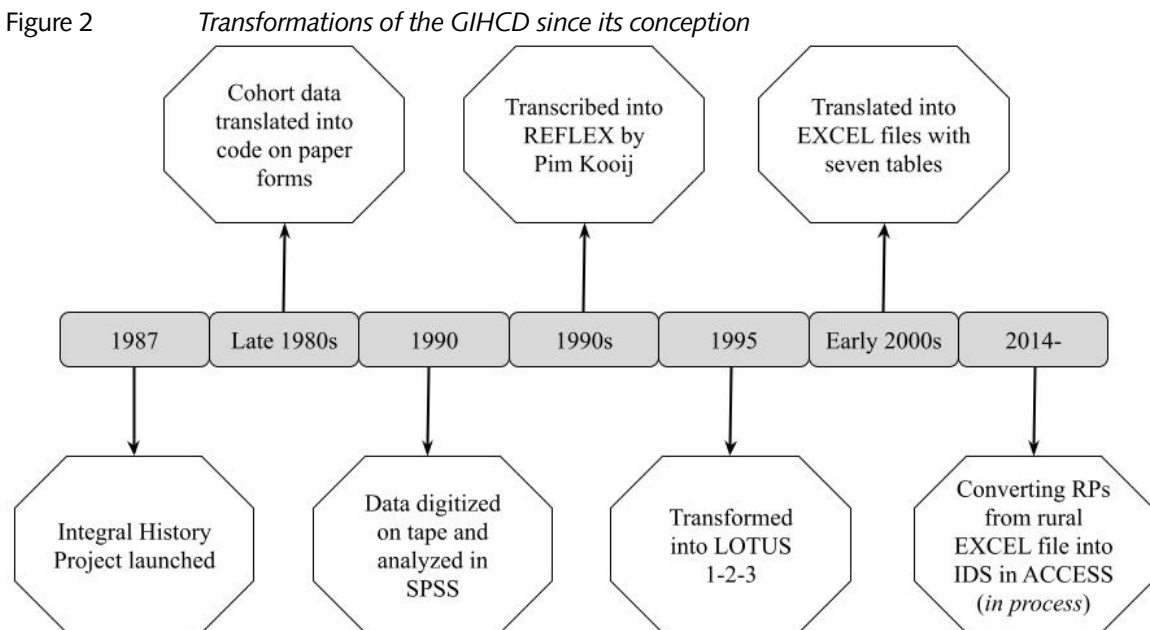 Figure 2 Transformations of the GIHCD since its conception
Cohort data
translated into
code on paper
forms
Transcribed into
REFLEX by
Pim Kooij
Translated into
EXCEL files with
seven tables
1987
Late 1980s
1990
1990s
1995
Early 2000s
2014-
Integral History
Project launched
Data digitized
on tape and
analyzed in
SPSS
Transformed
into LOTUS
1-2-3
Converting RPs
from rural
EXCEL file into
IDS in ACCESS
(in process)